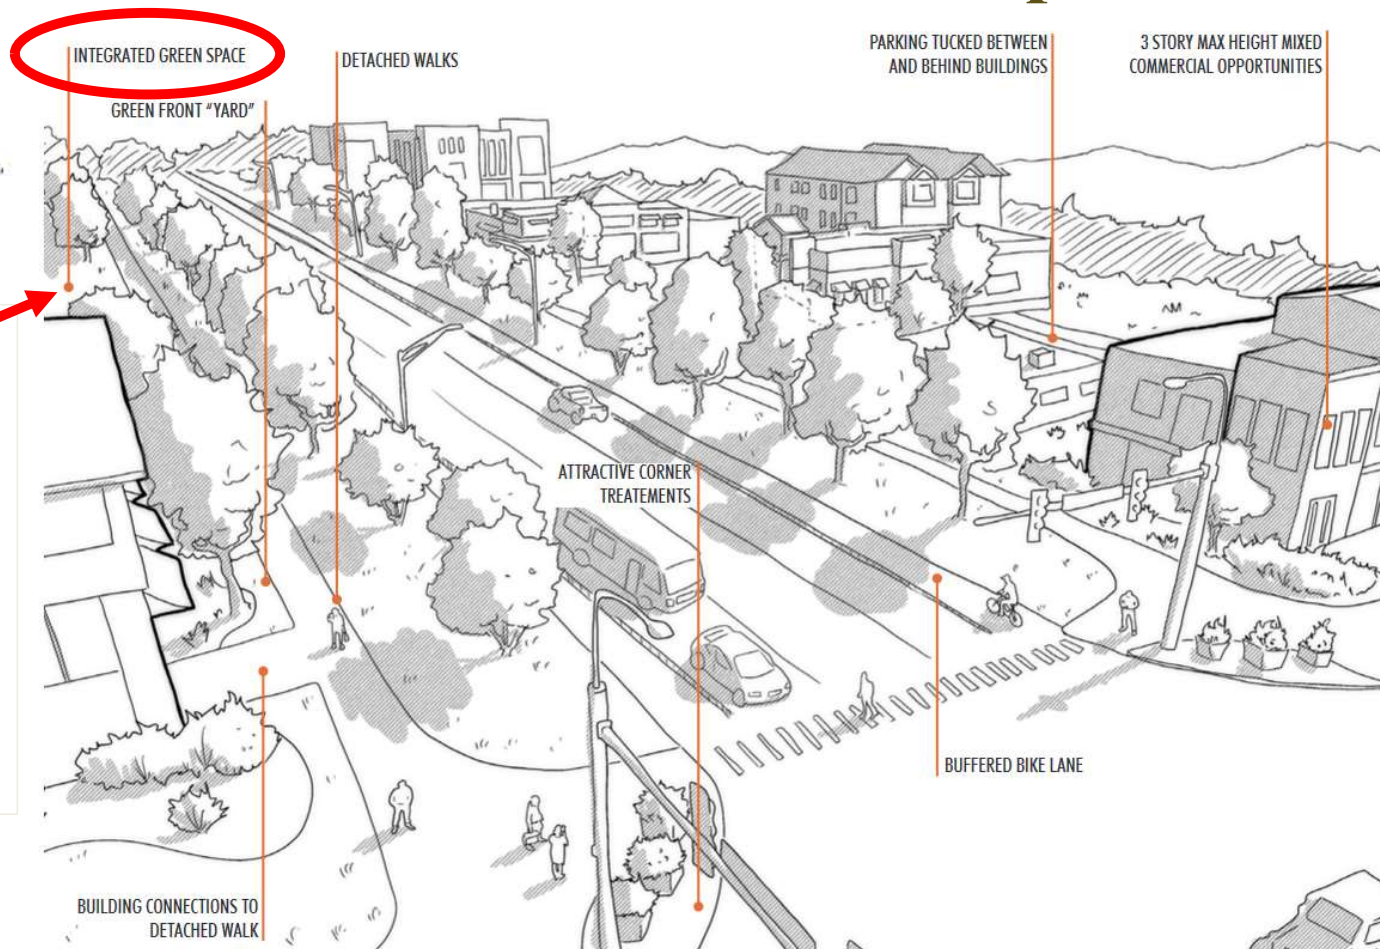 INTEGRATED GREEN SPACE
GREEN FRONT “YARD”
DETACHED WALKS
PARKING TUCKED BETWEEN
AND BEHIND BUILDINGS
3 STORY MAX HEIGHT MIXED
COMMERCIAL OPPORTUNITIES
ATTRACTIVE CORNER
TREATEMENTS
BUFFERED BIKE LANE
BUILDING CONNECTIONS TO
DETACHED WALK